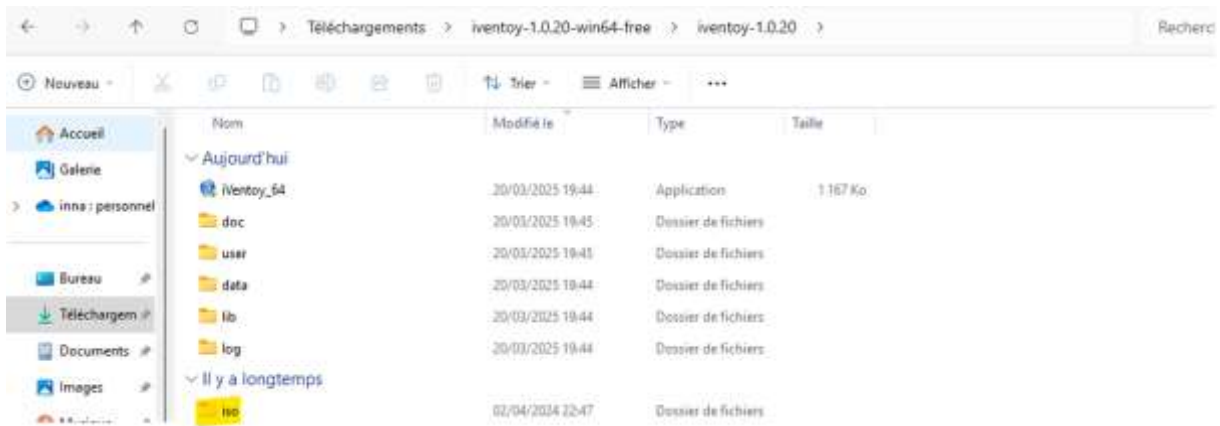 Téléchargements > iventoy-1.0.20-win64-free > iventoy-1.0.20 > Recherc
Nouveau Trier Afficher ...
Nom Modifié le Type Taille
Accueil
Aujourd'hui
Galerie
iVentoy_64 20/03/2025 19:44 Application 1 167 Ko
inna : personnel
doc 20/03/2025 19:45 Dossier de fichiers
user 20/03/2025 19:45 Dossier de fichiers
Bureau
data 20/03/2025 19:44 Dossier de fichiers
Téléchargem
lib 20/03/2025 19:44 Dossier de fichiers
Documents
log 20/03/2025 19:44 Dossier de fichiers
Images
Il y a longtemps
iso 02/04/2024 22:47 Dossier de fichiers